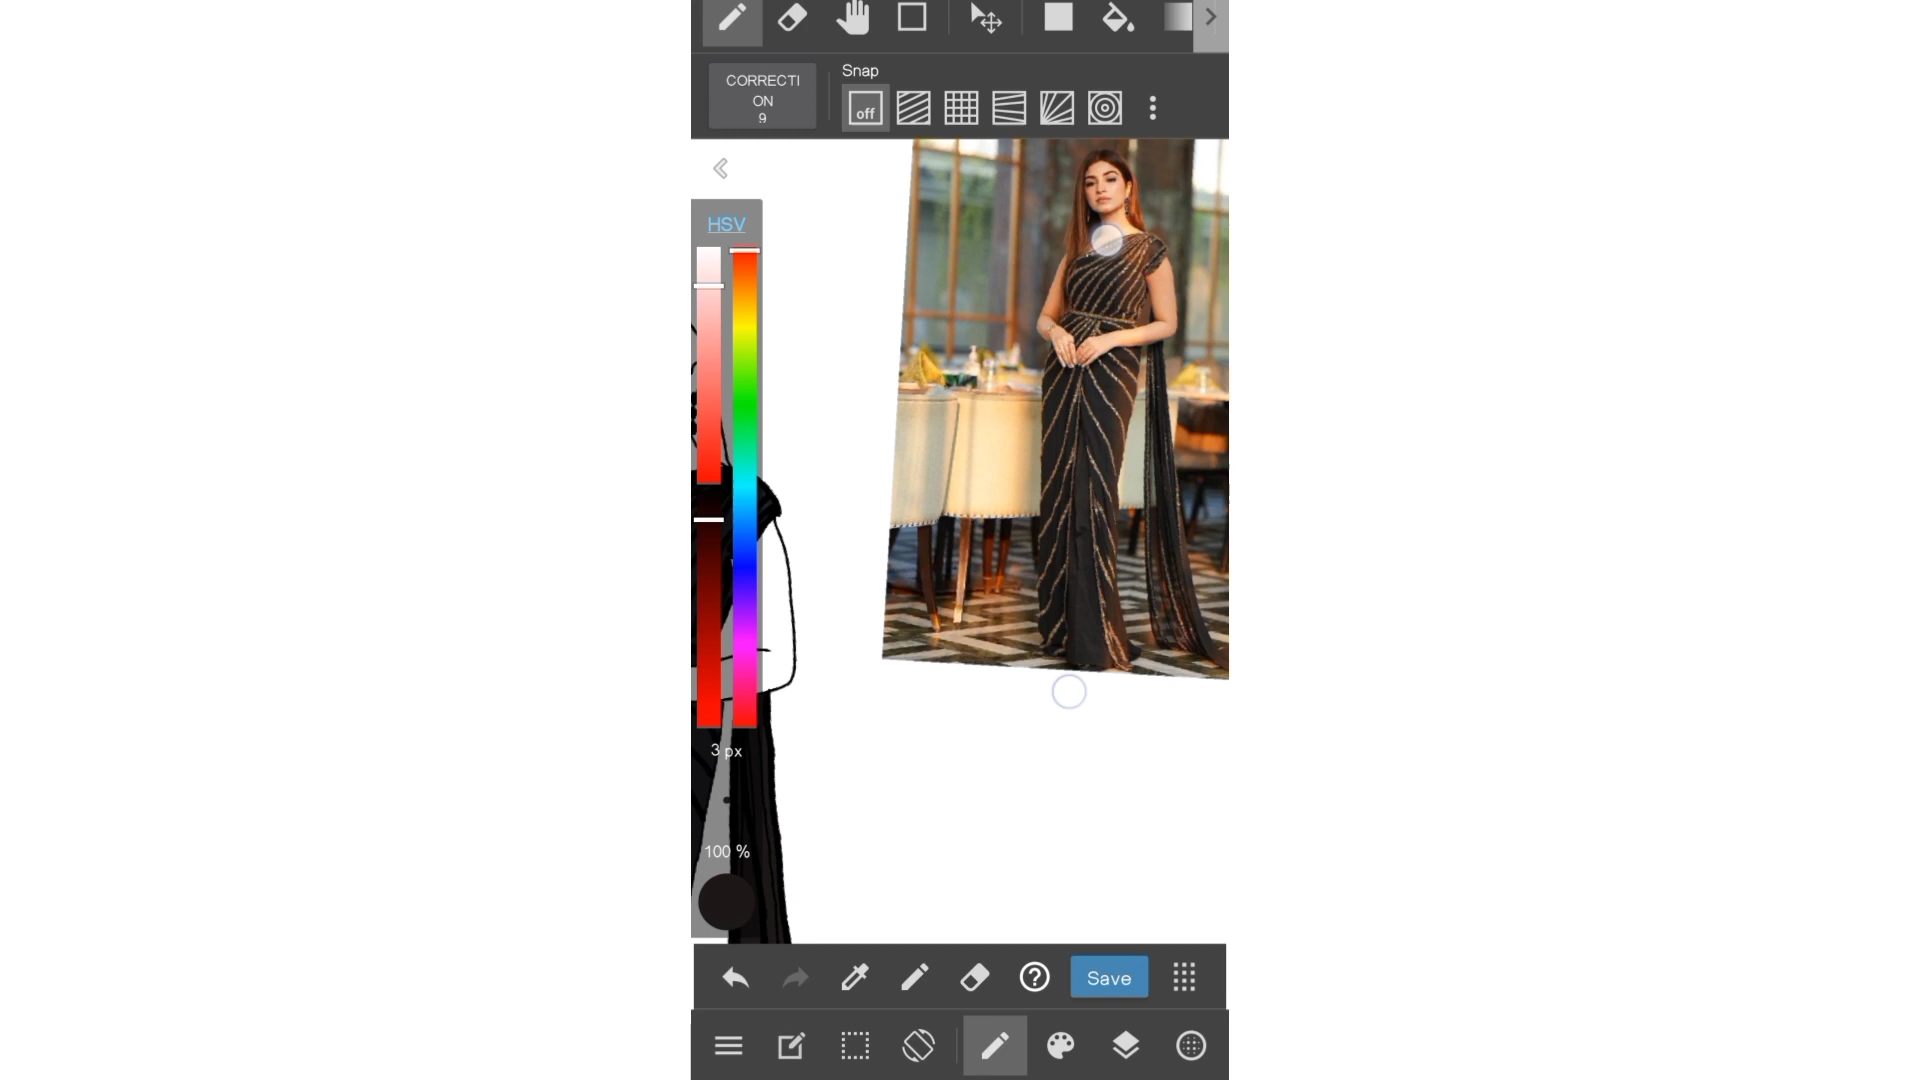 CORRECTI
ON
9
Snap
off
HSV
3 px
100 %
?
Save